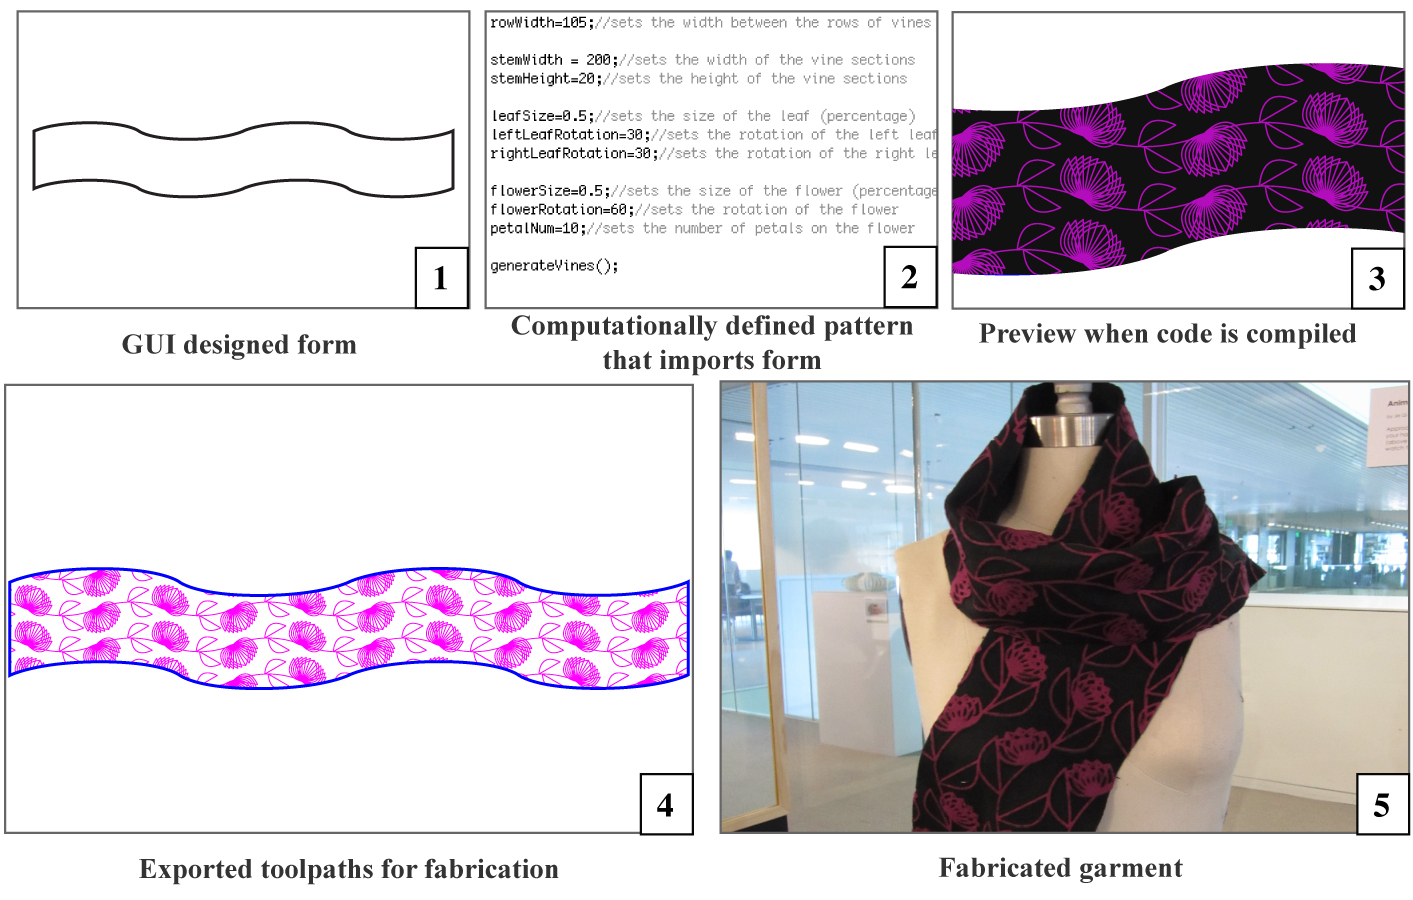 rowWidth=105;//sets the width between the rows of vines
stemWidth = 200;//sets the width of the vine sections
stemHeight=20;//sets the height of the vine sections
leafSize=0.5;//sets the size of the leaf (percentage)
leftLeafRotation=30;//sets the rotation of the left leaf
rightLeafRotation=30;//sets the rotation of the right le
flowerSize=0.5;//sets the size of the flower (percentage
flowerRotation=60;//sets the rotation of the flower
petalNum=10;//sets the number of petals on the flower
generateVines();
1
2
3
GUI designed form
Computationally defined pattern
that imports form
Preview when code is compiled
Anim
4
5
Exported toolpaths for fabrication
Fabricated garment